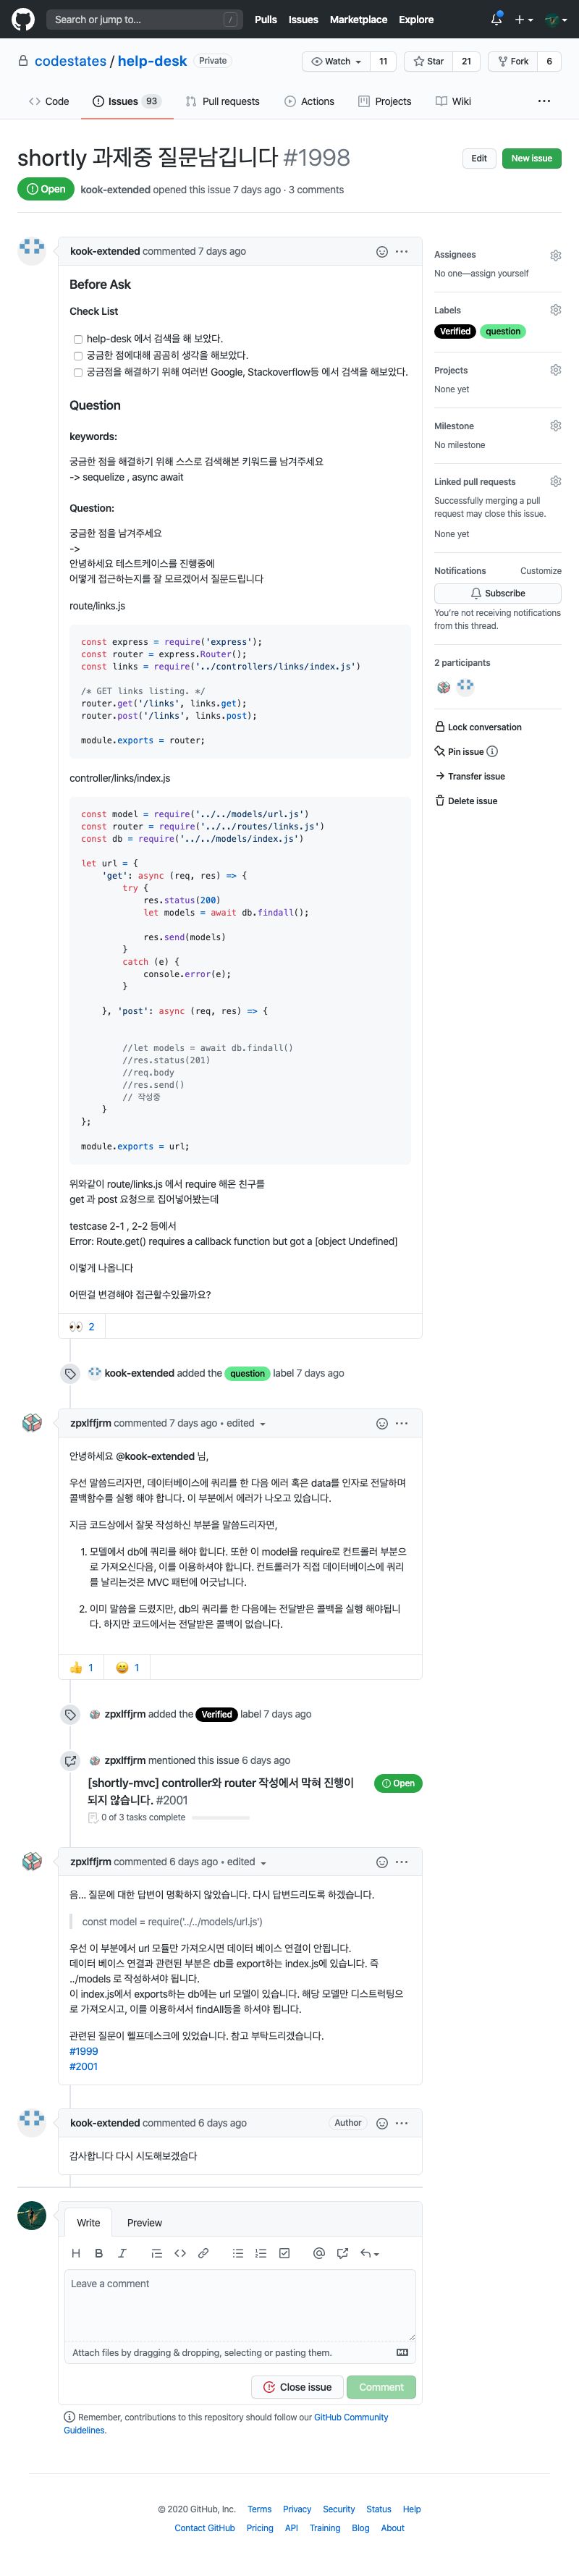 Search or jump to...
/
Pulls Issues Marketplace Explore
codestates / help-desk Private
Watch 11 Star 21 Fork 6
Code Issues 93 Pull requests Actions Projects Wiki
shortly 과제중 질문남깁니다 #1998
Edit New issue
Open kook-extended opened this issue 7 days ago · 3 comments
kook-extended commented 7 days ago
Before Ask
Check List
help-desk 에서 검색을 해 보았다.
궁금한 점에대해 곰곰히 생각을 해보았다.
궁금점을 해결하기 위해 여러번 Google, Stackoverflow등 에서 검색을 해보았다.
Question
keywords:
궁금한 점을 해결하기 위해 스스로 검색해본 키워드를 남겨주세요
-> sequelize , async await
Question:
궁금한 점을 남겨주세요
->
안녕하세요 테스트케이스를 진행중에
어떻게 접근하는지를 잘 모르겠어서 질문드립니다
route/links.js
const express = require('express');
const router = express.Router();
const links = require('../controllers/links/index.js')
/* GET links listing. */
router.get('/links', links.get);
router.post('/links', links.post);
module.exports = router;
controller/links/index.js
const model = require('../../models/url.js')
const router = require('../../routes/links.js')
const db = require('../../models/index.js')
let url = {
'get': async (req, res) => {
try {
res.status(200)
let models = await db.findall();
res.send(models)
}
catch (e) {
console.error(e);
}
}, 'post': async (req, res) => {
//let models = await db.findall()
//res.status(201)
//req.body
//res.send()
// 작성중
}
};
module.exports = url;
위와같이 route/links.js 에서 require 해온 친구를
get 과 post 요청으로 집어넣어봤는데
testcase 2-1 , 2-2 등에서
Error: Route.get() requires a callback function but got a [object Undefined]
이렇게 나옵니다
어떤걸 변경해야 접근할수있을까요?
👀 2
kook-extended added the question label 7 days ago
zpxlffjrm commented 7 days ago • edited
안녕하세요 @kook-extended 님,
우선 말씀드리자면, 데이터베이스에 쿼리를 한 다음 에러 혹은 data를 인자로 전달하며
콜백함수를 실행 해야 합니다. 이 부분에서 에러가 나오고 있습니다.
지금 코드상에서 잘못 작성하신 부분을 말씀드리자면,
1. 모델에서 db에 쿼리를 해야 합니다. 또한 이 model을 require로 컨트롤러 부분으
로 가져오신다음, 이를 이용하셔야 합니다. 컨트롤러가 직접 데이터베이스에 쿼리
를 날리는것은 MVC 패턴에 어긋납니다.
2. 이미 말씀을 드렸지만, db의 쿼리를 한 다음에는 전달받은 콜백을 실행 해야됩니
다. 하지만 코드에서는 전달받은 콜백이 없습니다.
👍 1 😄 1
zpxlffjrm added the Verified label 7 days ago
zpxlffjrm mentioned this issue 6 days ago
[shortly-mvc] controller와 router 작성에서 막혀 진행이
되지 않습니다. #2001
Open
0 of 3 tasks complete
zpxlffjrm commented 6 days ago • edited
음... 질문에 대한 답변이 명확하지 않았습니다. 다시 답변드리도록 하겠습니다.
const model = require('../../models/url.js')
우선 이 부분에서 url 모듈만 가져오시면 데이터 베이스 연결이 안됩니다.
데이터 베이스 연결과 관련된 부분은 db를 export하는 index.js에 있습니다. 즉
../models 로 작성하셔야 됩니다.
이 index.js에서 exports하는 db에는 url 모델이 있습니다. 해당 모델만 디스트럭팅으
로 가져오시고, 이를 이용하셔서 findAll등을 하셔야 됩니다.
관련된 질문이 헬프데스크에 있었습니다. 참고 부탁드리겠습니다.
#1999
#2001
kook-extended commented 6 days ago Author
감사합니다 다시 시도해보겠슴다
Write Preview
Leave a comment
Attach files by dragging & dropping, selecting or pasting them.
Close issue Comment
Remember, contributions to this repository should follow our GitHub Community
Guidelines.
Assignees
No one—assign yourself
Labels
Verified question
Projects
None yet
Milestone
No milestone
Linked pull requests
Successfully merging a pull
request may close this issue.
None yet
Notifications Customize
Subscribe
You're not receiving notifications
from this thread.
2 participants
Lock conversation
Pin issue
Transfer issue
Delete issue
© 2020 GitHub, Inc. Terms Privacy Security Status Help
Contact GitHub Pricing API Training Blog About